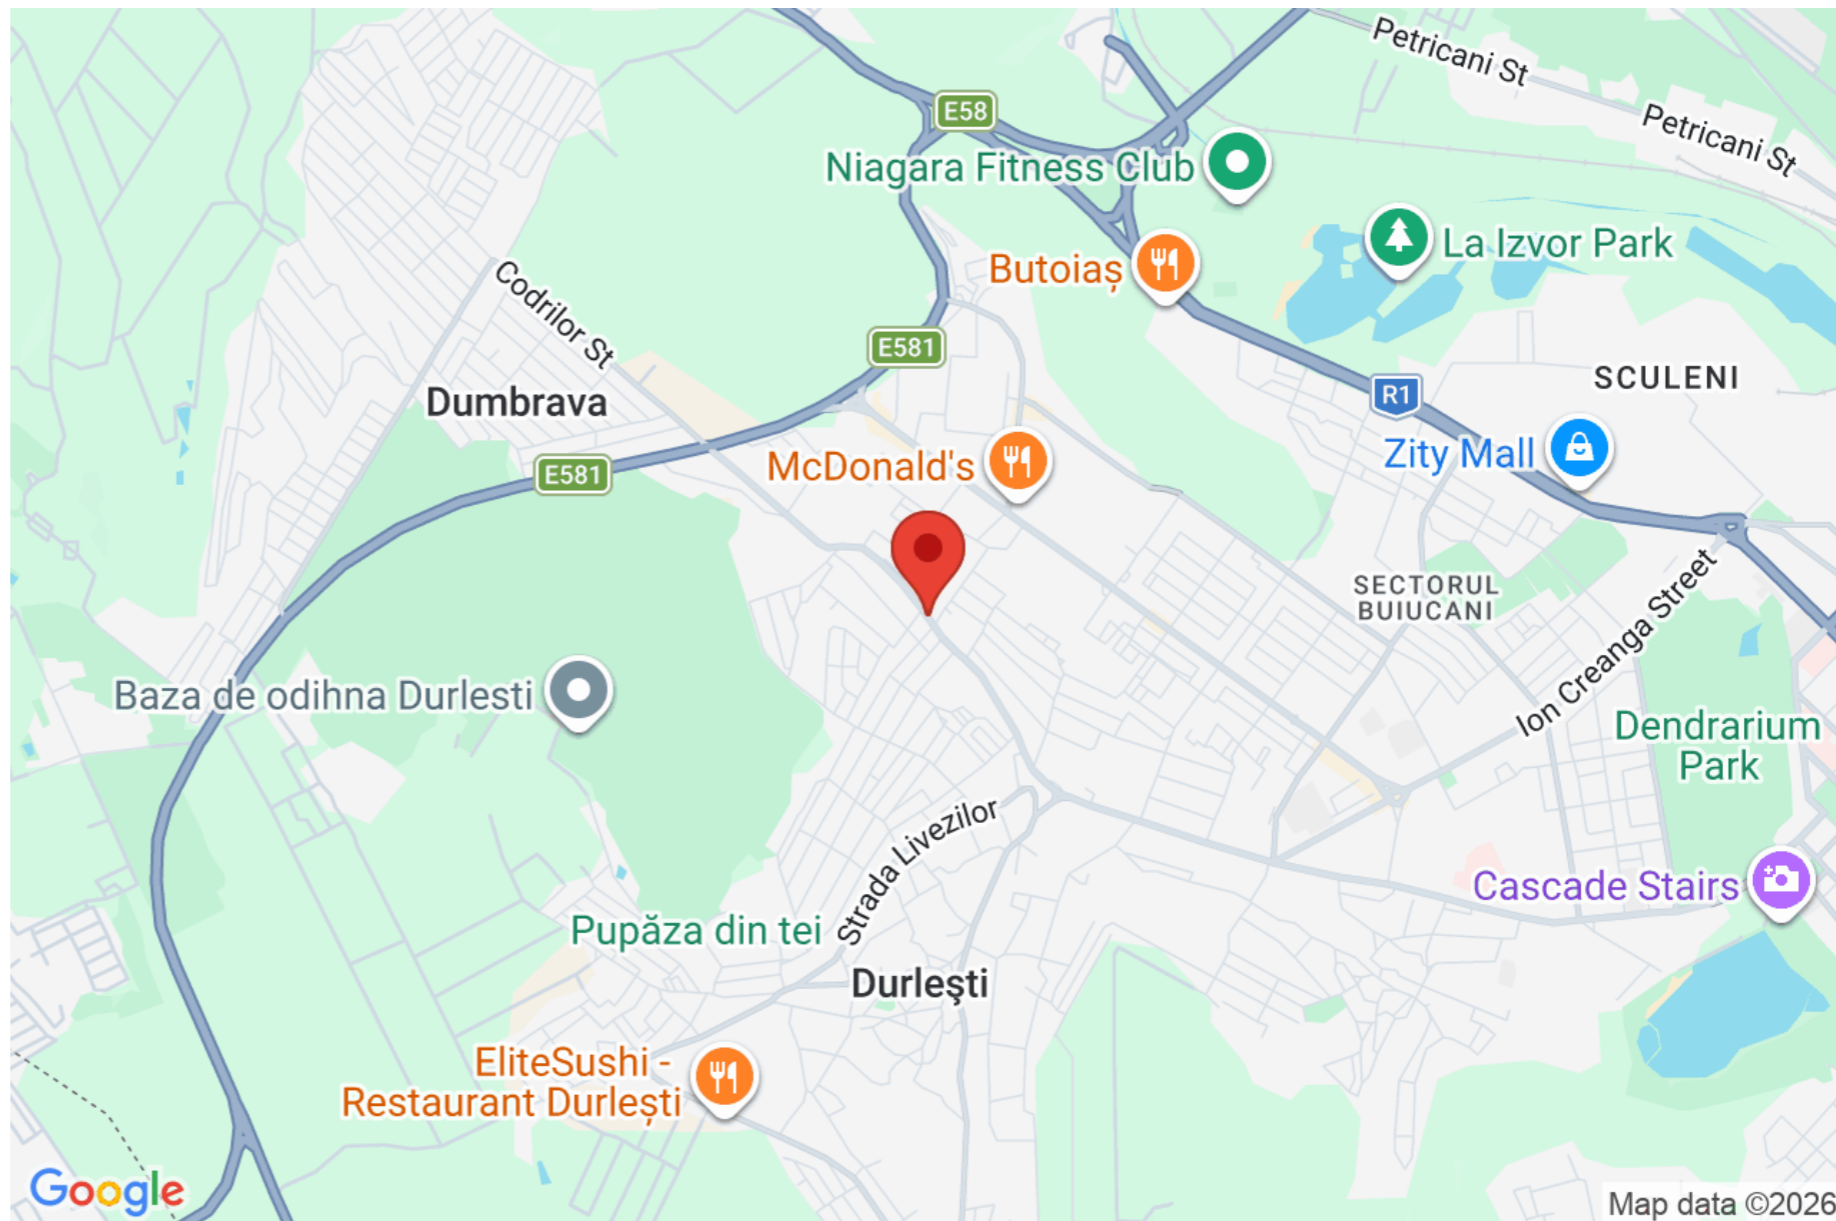 Petricani St
Petricani St
E58
Niagara Fitness Club
La Izvor Park
Butoiaș
Codrilor St
E581
SCULENI
R1
Dumbrava
Zity Mall
McDonald's
E581
SECTORUL
BUIUCANI
Ion Creanga Street
Baza de odihna Durlesti
Dendrarium
Park
Strada Livezilor
Cascade Stairs
Pupăza din tei
Durleşti
EliteSushi -
Restaurant Durlești
Google
Map data ©2026